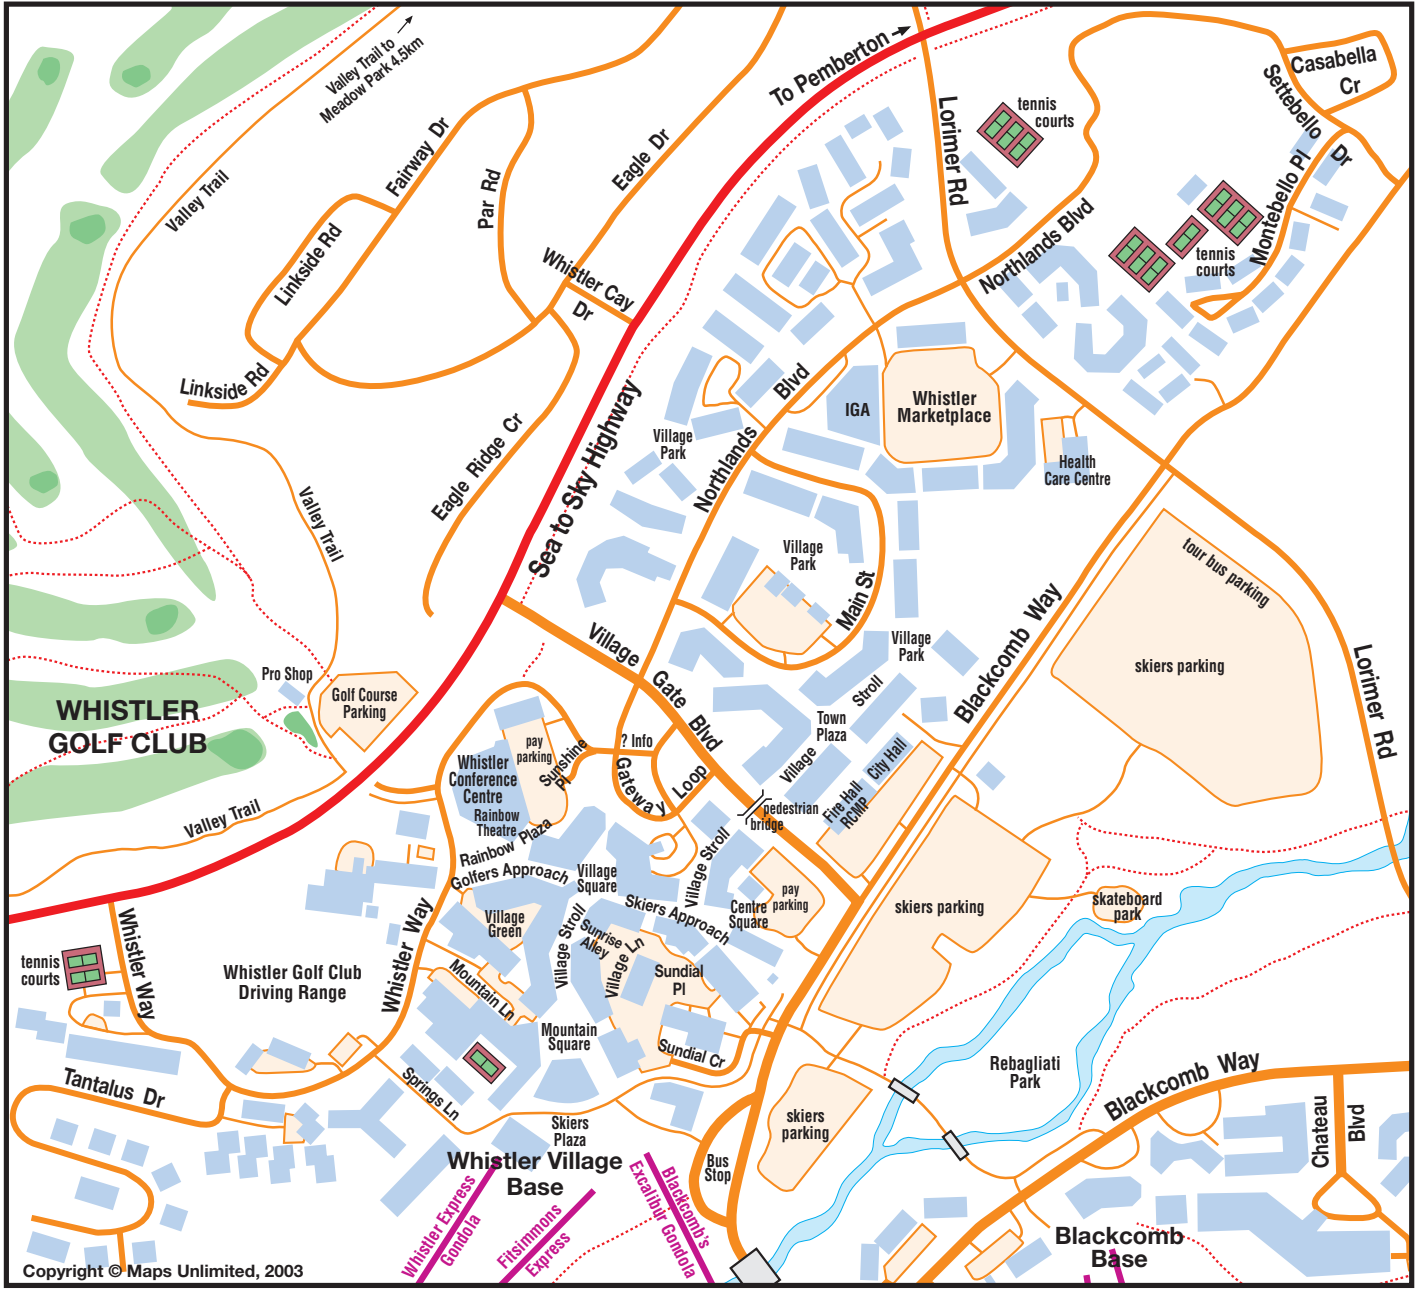 Valley Trail to
Meadow Park 4.5km
To Pemberton
Casabella
Cr
Settebello
Dr
Lorimer Rd
tennis
courts
Fairway Dr
Eagle Dr
Par Rd
Valley Trail
Montebello Pl
tennis
courts
Northlands Blvd
Linkside Rd
Whistler Cay
Dr
Linkside Rd
Blvd
Northlands
IGA
Whistler
Marketplace
Village
Park
Health
Care Centre
Eagle Ridge Cr
Sea to Sky Highway
Valley Trail
Village
Park
Main St
tour bus parking
Blackcomb Way
Village
Park
skiers parking
Lorimer Rd
Village
Gate
Blvd
Pro Shop
Golf Course
Parking
WHISTLER
GOLF CLUB
Stroll
Town
Plaza
Village
? Info
pay
parking
Sunshine
Pl
Gateway
Loop
Whistler
Conference
Centre
Rainbow
Theatre
City Hall
Fire Hall
RCMP
pedestrian
bridge
Valley Trail
Rainbow Plaza
Golfers Approach
Village
Square
Village Stroll
pay
parking
Centre
Square
Skiers Approach
skiers parking
skateboard
park
Village
Green
Village Stroll
Sunrise
Alley
Village Ln
Whistler Way
Whistler Way
tennis
courts
Whistler Golf Club
Driving Range
Mountain Ln
Sundial
Pl
Mountain
Square
Sundial Cr
Rebagliati
Park
Tantalus Dr
Springs Ln
Skiers
Plaza
skiers
parking
Blackcomb Way
Chateau
Blvd
Whistler Village
Base
Bus
Stop
Whistler Express
Gondola
Fitsimmons
Express
Blackcomb's
Excalibur Gondola
Blackcomb
Base
Copyright © Maps Unlimited, 2003